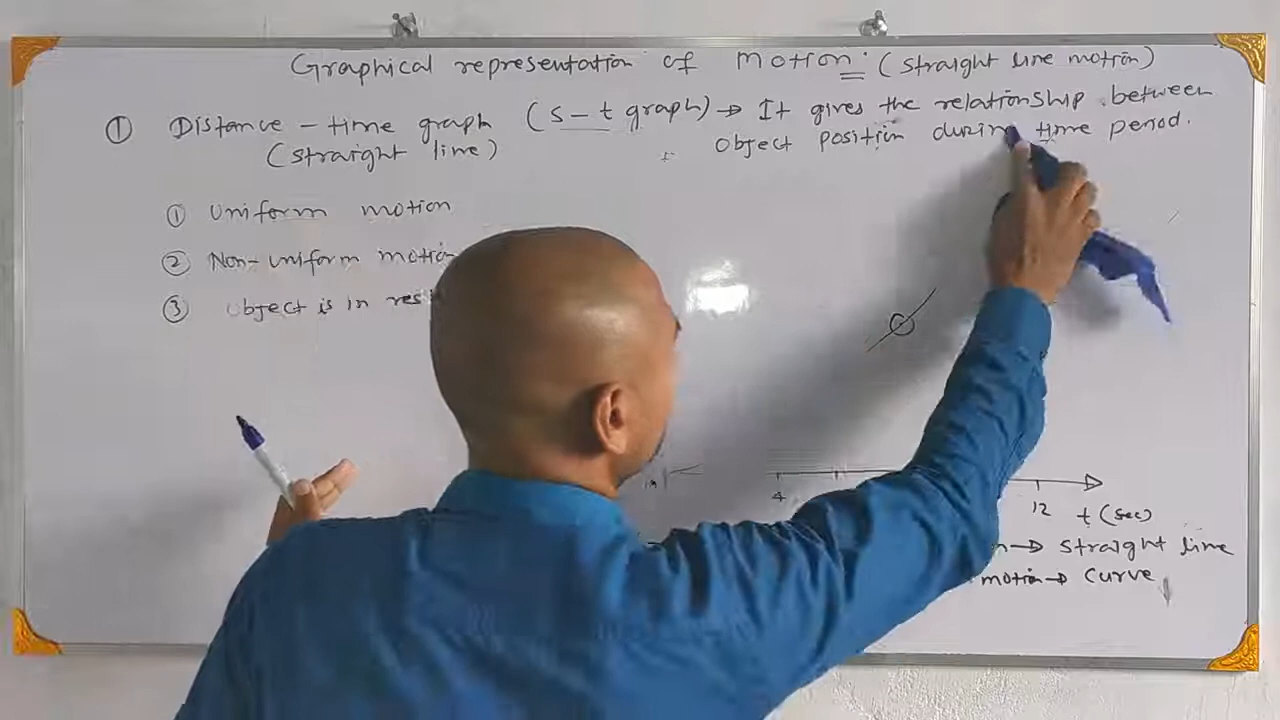 Graphical representation of motion: (straight line motion)
① Distance - time graph (s-t graph) → It gives the relationship between
(straight line) object position during time period.
① Uniform motion
② Non-uniform motion
③ object is in res
4 12 t (sec)
n → straight line
motion → curve